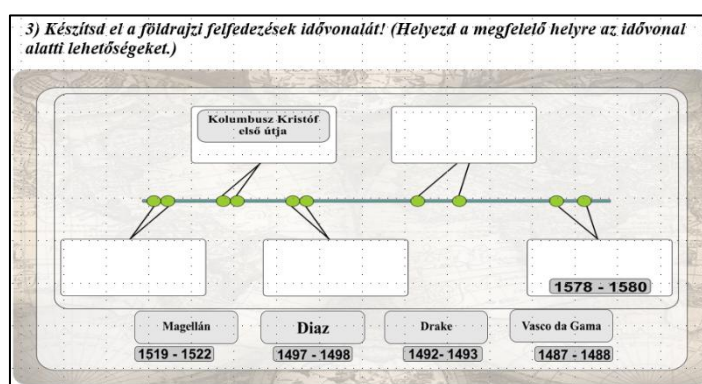 3) Készítsd el a földrajzi felfedezések idővonalát! (Helyezd a megfelelő helyre az idővonal
alatti lehetőségeket.)
Kolumbusz Kristóf
első útja
1578 - 1580
Magellán
Diaz
Drake
Vasco da Gama
1519 - 1522
1497 - 1498
1492- 1493
1487 - 1488